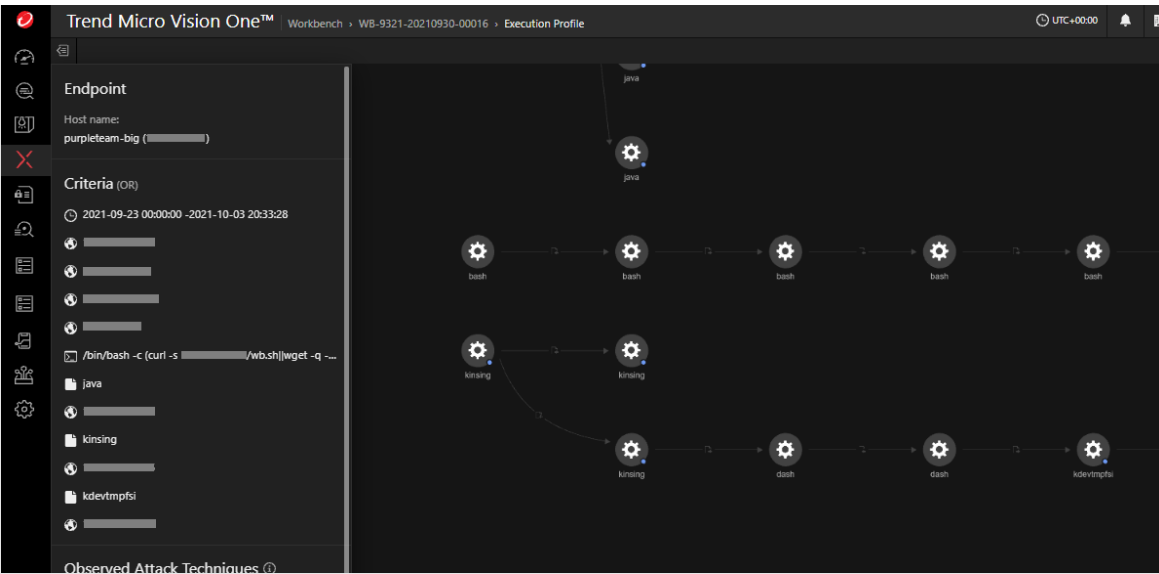 Trend Micro Vision One™ Workbench › WB-9321-20210930-00016 › Execution Profile UTC+00:00
Endpoint
Host name:
purpleteam-big ( )
Criteria (OR)
2021-09-23 00:00:00 -2021-10-03 20:33:28
/bin/bash -c (curl -s /wb.sh||wget -q -...
java
kinsing
kdevtmpfsi
Observed Attack Techniques
java
java
bash bash bash bash bash
kinsing kinsing
kinsing dash dash kdevtmpfsi